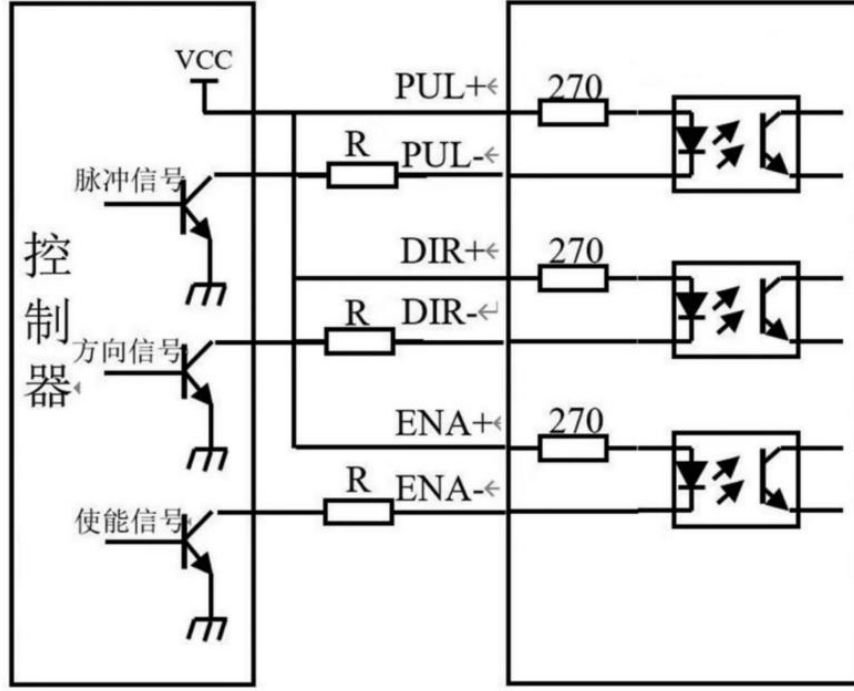 VCC
PUL+←
270
R
PUL-←
脉冲信号
控制器
DIR+←
270
R
DIR-↵
方向信号
ENA+←
270
R
ENA-←
使能信号